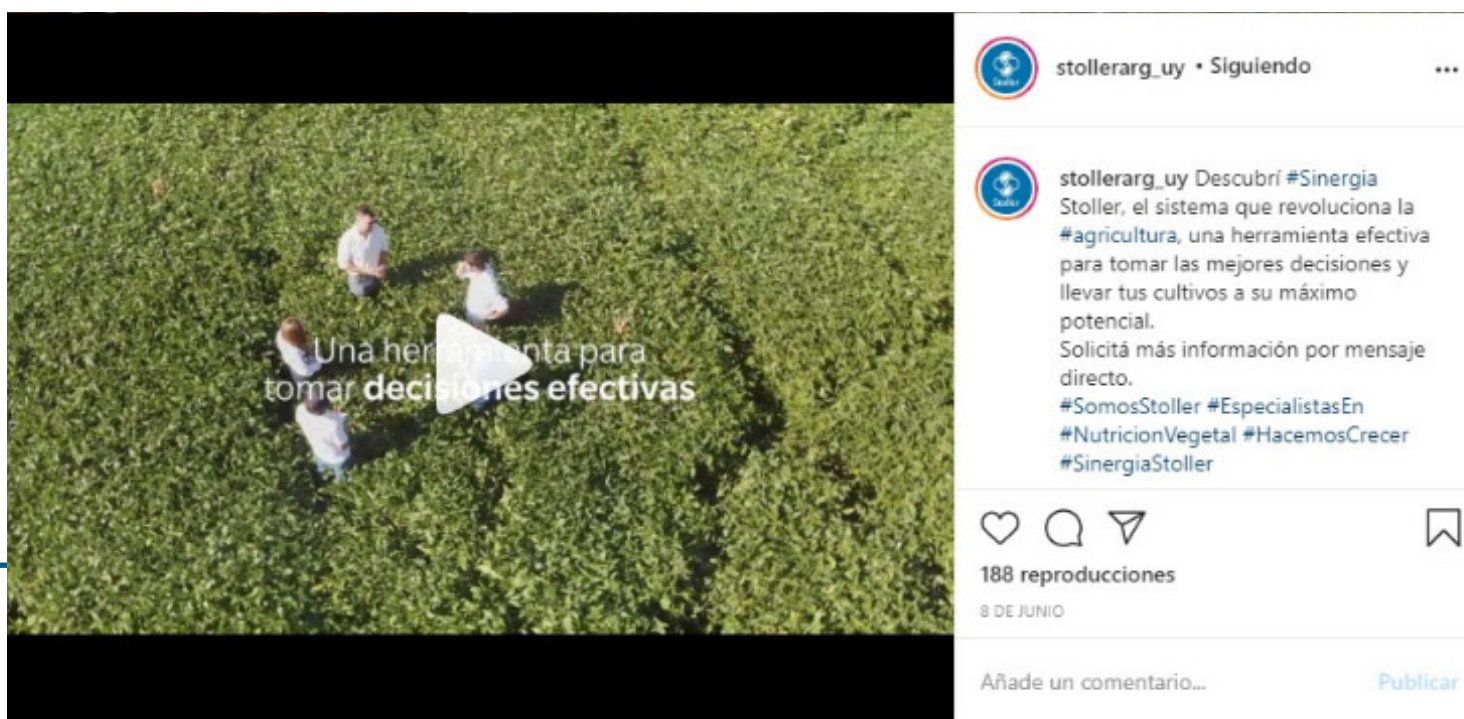 Una herramienta para
tomar decisiones efectivas
stollerarg_uy • Siguiendo
Stoller
stollerarg_uy Descubrí #Sinergia
Stoller, el sistema que revoluciona la
#agricultura, una herramienta efectiva
para tomar las mejores decisiones y
llevar tus cultivos a su máximo
potencial.
Solicitá más información por mensaje
directo.
#SomosStoller #EspecialistasEn
#NutricionVegetal #HacemosCrecer
#SinergiaStoller
Stoller
188 reproducciones
8 DE JUNIO
Añade un comentario...
Publicar